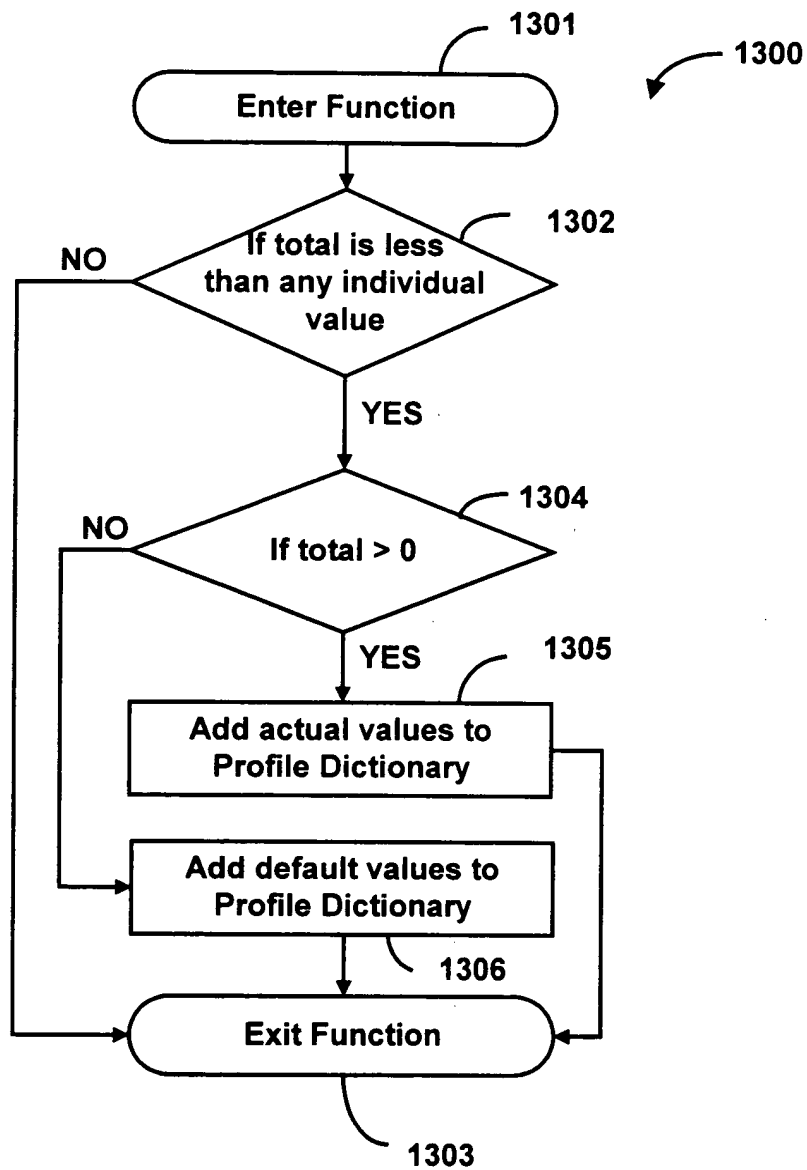 1301
1300
Enter Function
1302
If total is less
than any individual
value
NO
YES
1304
If total > 0
NO
YES
1305
Add actual values to
Profile Dictionary
Add default values to
Profile Dictionary
1306
Exit Function
1303